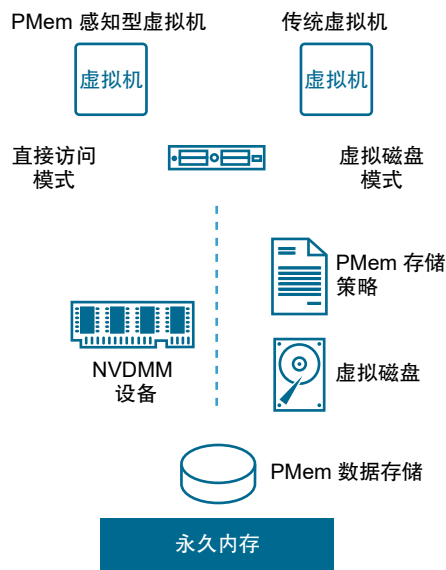 PMem 感知型虚拟机
传统虚拟机
虚拟机
虚拟机
直接访问
模式
虚拟磁盘
模式
PMem 存储
策略
NVDMM
设备
虚拟磁盘
PMem 数据存储
永久内存